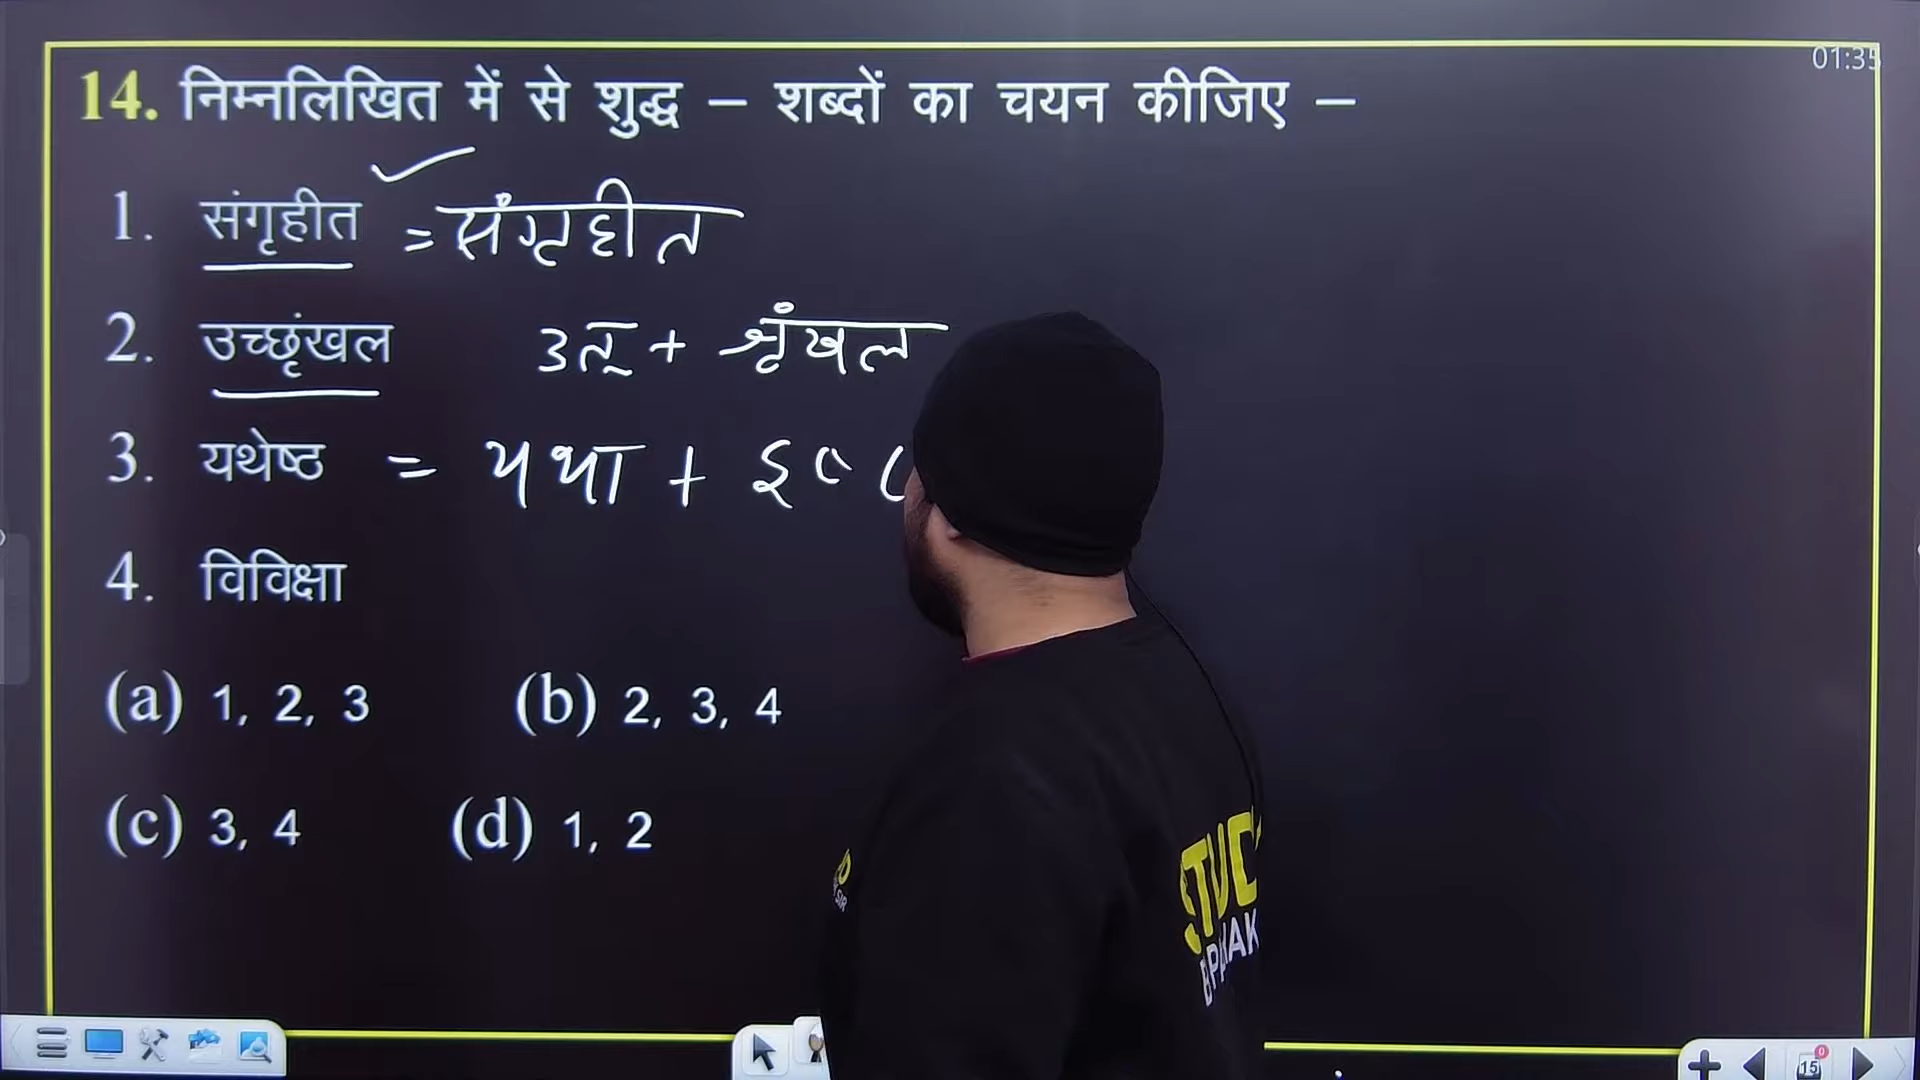 01:35
14. निम्नलिखित में से शुद्ध – शब्दों का चयन कीजिए –
1. संगृहीत = संगृहीत
2. उच्छृंखल उत् + शृंखल
3. यथेष्ठ = यथा + इ
4. विविक्षा
(a) 1, 2, 3 (b) 2, 3, 4
(c) 3, 4 (d) 1, 2
15